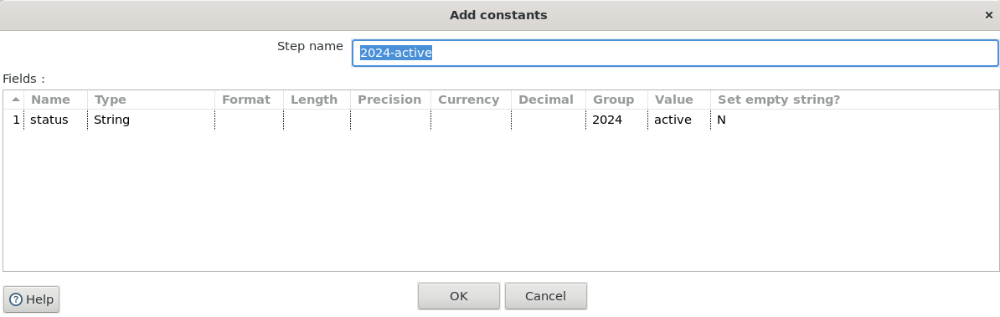 Add constants ×
Step name 2024-active
Fields :
Name Type Format Length Precision Currency Decimal Group Value Set empty string?
1 status String 2024 active N
? Help OK Cancel